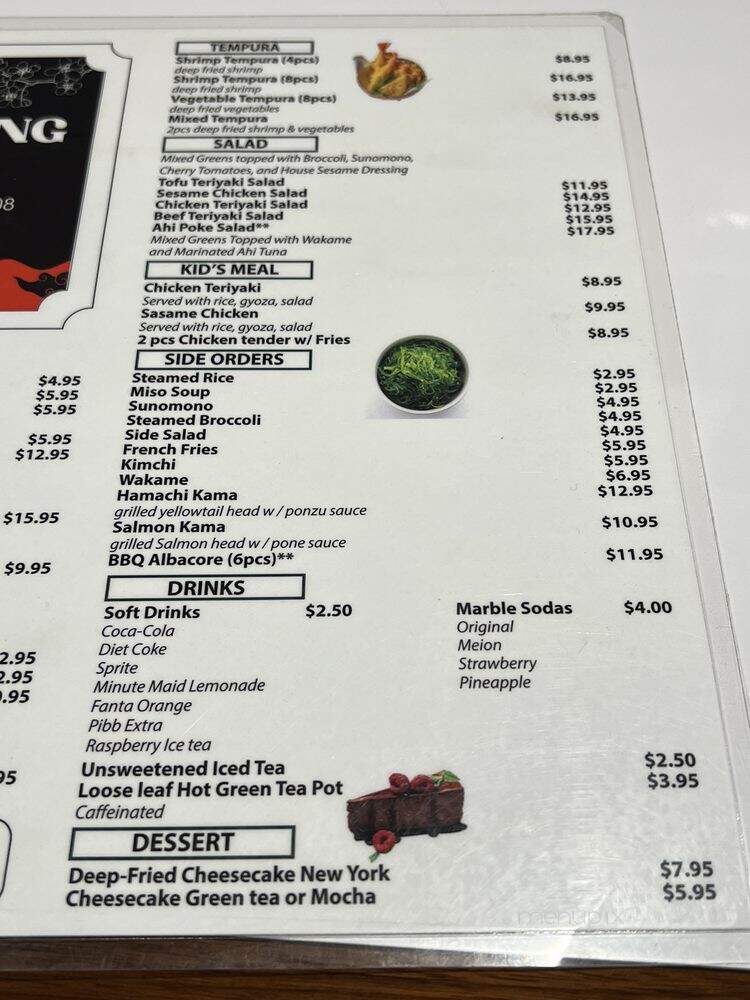 NG
98
$4.95
$5.95
$5.95
$5.95
$12.95
$15.95
$9.95
2.95
2.95
.95
95
TEMPURA
Shrimp Tempura (4pcs) $8.95
deep fried shrimp
Shrimp Tempura (8pcs) $16.95
deep fried shrimp
Vegetable Tempura (8pcs) $13.95
deep fried vegetables
Mixed Tempura $16.95
2pcs deep fried shrimp & vegetables
SALAD
Mixed Greens topped with Broccoli, Sunomono,
Cherry Tomatoes, and House Sesame Dressing
Tofu Teriyaki Salad $11.95
Sesame Chicken Salad $14.95
Chicken Teriyaki Salad $12.95
Beef Teriyaki Salad $15.95
Ahi Poke Salad** $17.95
Mixed Greens Topped with Wakame
and Marinated Ahi Tuna
KID'S MEAL
Chicken Teriyaki $8.95
Served with rice, gyoza, salad
Sasame Chicken $9.95
Served with rice, gyoza, salad
2 pcs Chicken tender w/ Fries $8.95
SIDE ORDERS
Steamed Rice $2.95
Miso Soup $2.95
Sunomono $4.95
Steamed Broccoli $4.95
Side Salad $4.95
French Fries $5.95
Kimchi $5.95
Wakame $6.95
Hamachi Kama $12.95
grilled yellowtail head w / ponzu sauce
Salmon Kama $10.95
grilled Salmon head w / pone sauce
BBQ Albacore (6pcs)** $11.95
DRINKS
Soft Drinks $2.50
Coca-Cola
Diet Coke
Sprite
Minute Maid Lemonade
Fanta Orange
Pibb Extra
Raspberry Ice tea
Marble Sodas $4.00
Original
Meion
Strawberry
Pineapple
Unsweetened Iced Tea $2.50
Loose leaf Hot Green Tea Pot $3.95
Caffeinated
DESSERT
Deep-Fried Cheesecake New York $7.95
Cheesecake Green tea or Mocha $5.95
menupix